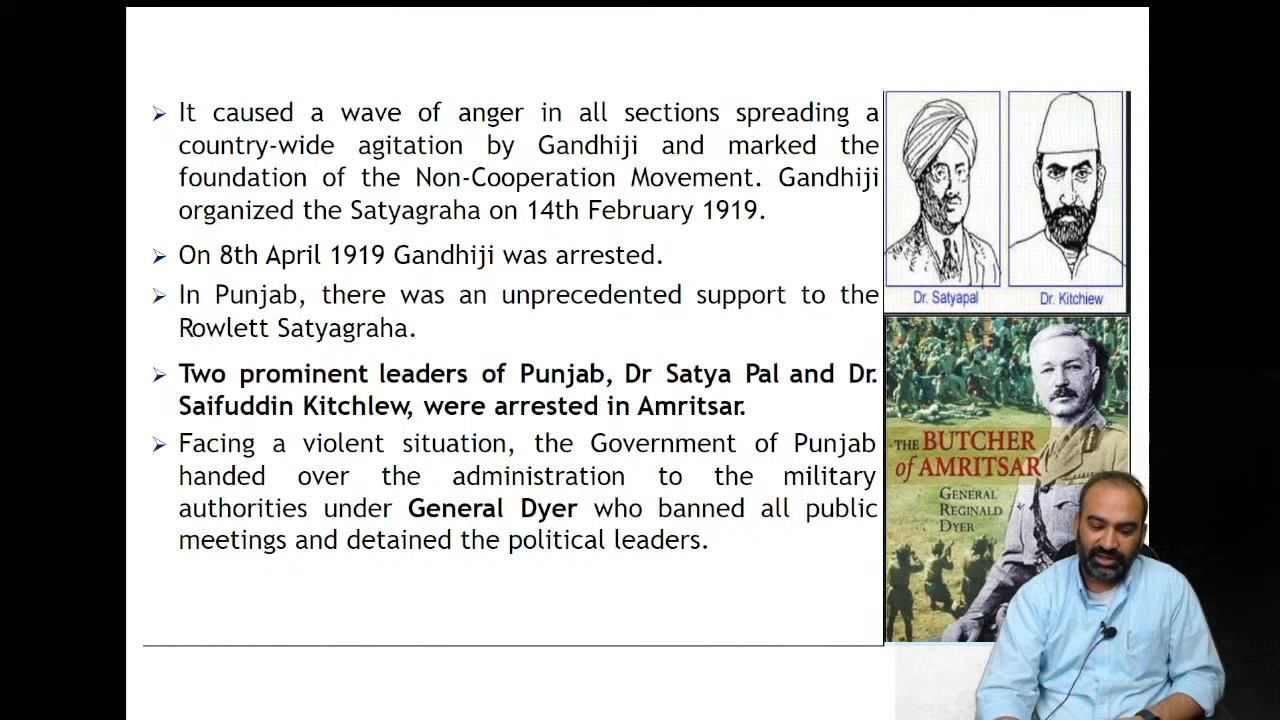 ➢ It caused a wave of anger in all sections spreading a
country-wide agitation by Gandhiji and marked the
foundation of the Non-Cooperation Movement. Gandhiji
organized the Satyagraha on 14th February 1919.
➢ On 8th April 1919 Gandhiji was arrested.
➢ In Punjab, there was an unprecedented support to the
Rowlett Satyagraha.
➢ Two prominent leaders of Punjab, Dr Satya Pal and Dr.
Saifuddin Kitchlew, were arrested in Amritsar.
➢ Facing a violent situation, the Government of Punjab
handed over the administration to the military
authorities under General Dyer who banned all public
meetings and detained the political leaders.
Dr. Satyapal
Dr. Kitchiew
THE BUTCHER
of AMRITSAR
GENERAL
REGINALD
DYER